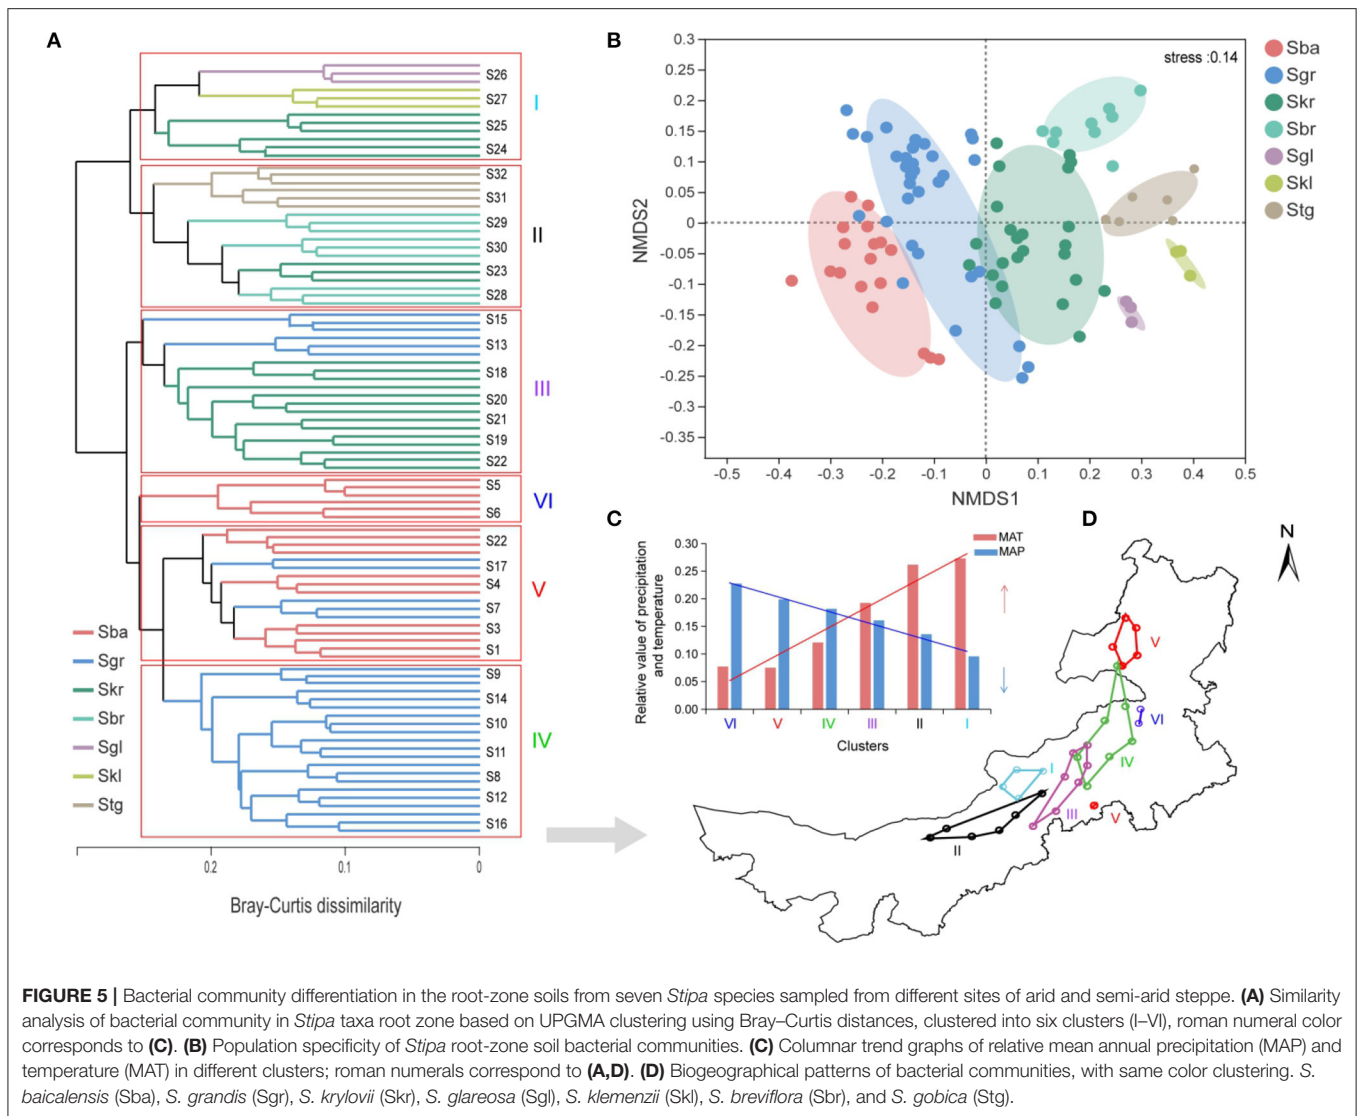 A
S26
S27
S25
S24
I
S32
S31
S29
S30
S23
S28
II
S15
S13
S18
S20
S21
S19
S22
III
S5
S6
VI
S22
S17
S4
S7
S3
S1
V
S9
S14
S10
S11
S8
S12
S16
IV
Sba
Sgr
Skr
Sbr
Sgl
Skl
Stg
0.2
0.1
0
Bray-Curtis dissimilarity
B
stress :0.14
0.3
0.25
0.2
0.15
0.1
0.05
0
-0.05
-0.1
-0.15
-0.2
-0.25
-0.3
-0.35
NMDS2
-0.5
-0.4
-0.3
-0.2
-0.1
0
0.1
0.2
0.3
0.4
0.5
NMDS1
Sba
Sgr
Skr
Sbr
Sgl
Skl
Stg
C
MAT
MAP
0.30
0.25
0.20
0.15
0.10
0.05
0.00
Relative value of precipitation
and temperature
VI
V
IV
III
II
I
Clusters
D
N
V
VI
IV
I
III
V
II
FIGURE 5 | Bacterial community differentiation in the root-zone soils from seven Stipa species sampled from different sites of arid and semi-arid steppe. (A) Similarity
analysis of bacterial community in Stipa taxa root zone based on UPGMA clustering using Bray–Curtis distances, clustered into six clusters (I–VI), roman numeral color
corresponds to (C). (B) Population specificity of Stipa root-zone soil bacterial communities. (C) Columnar trend graphs of relative mean annual precipitation (MAP) and
temperature (MAT) in different clusters; roman numerals correspond to (A,D). (D) Biogeographical patterns of bacterial communities, with same color clustering. S.
baicalensis (Sba), S. grandis (Sgr), S. krylovii (Skr), S. glareosa (Sgl), S. klemenzii (Skl), S. breviflora (Sbr), and S. gobica (Stg).